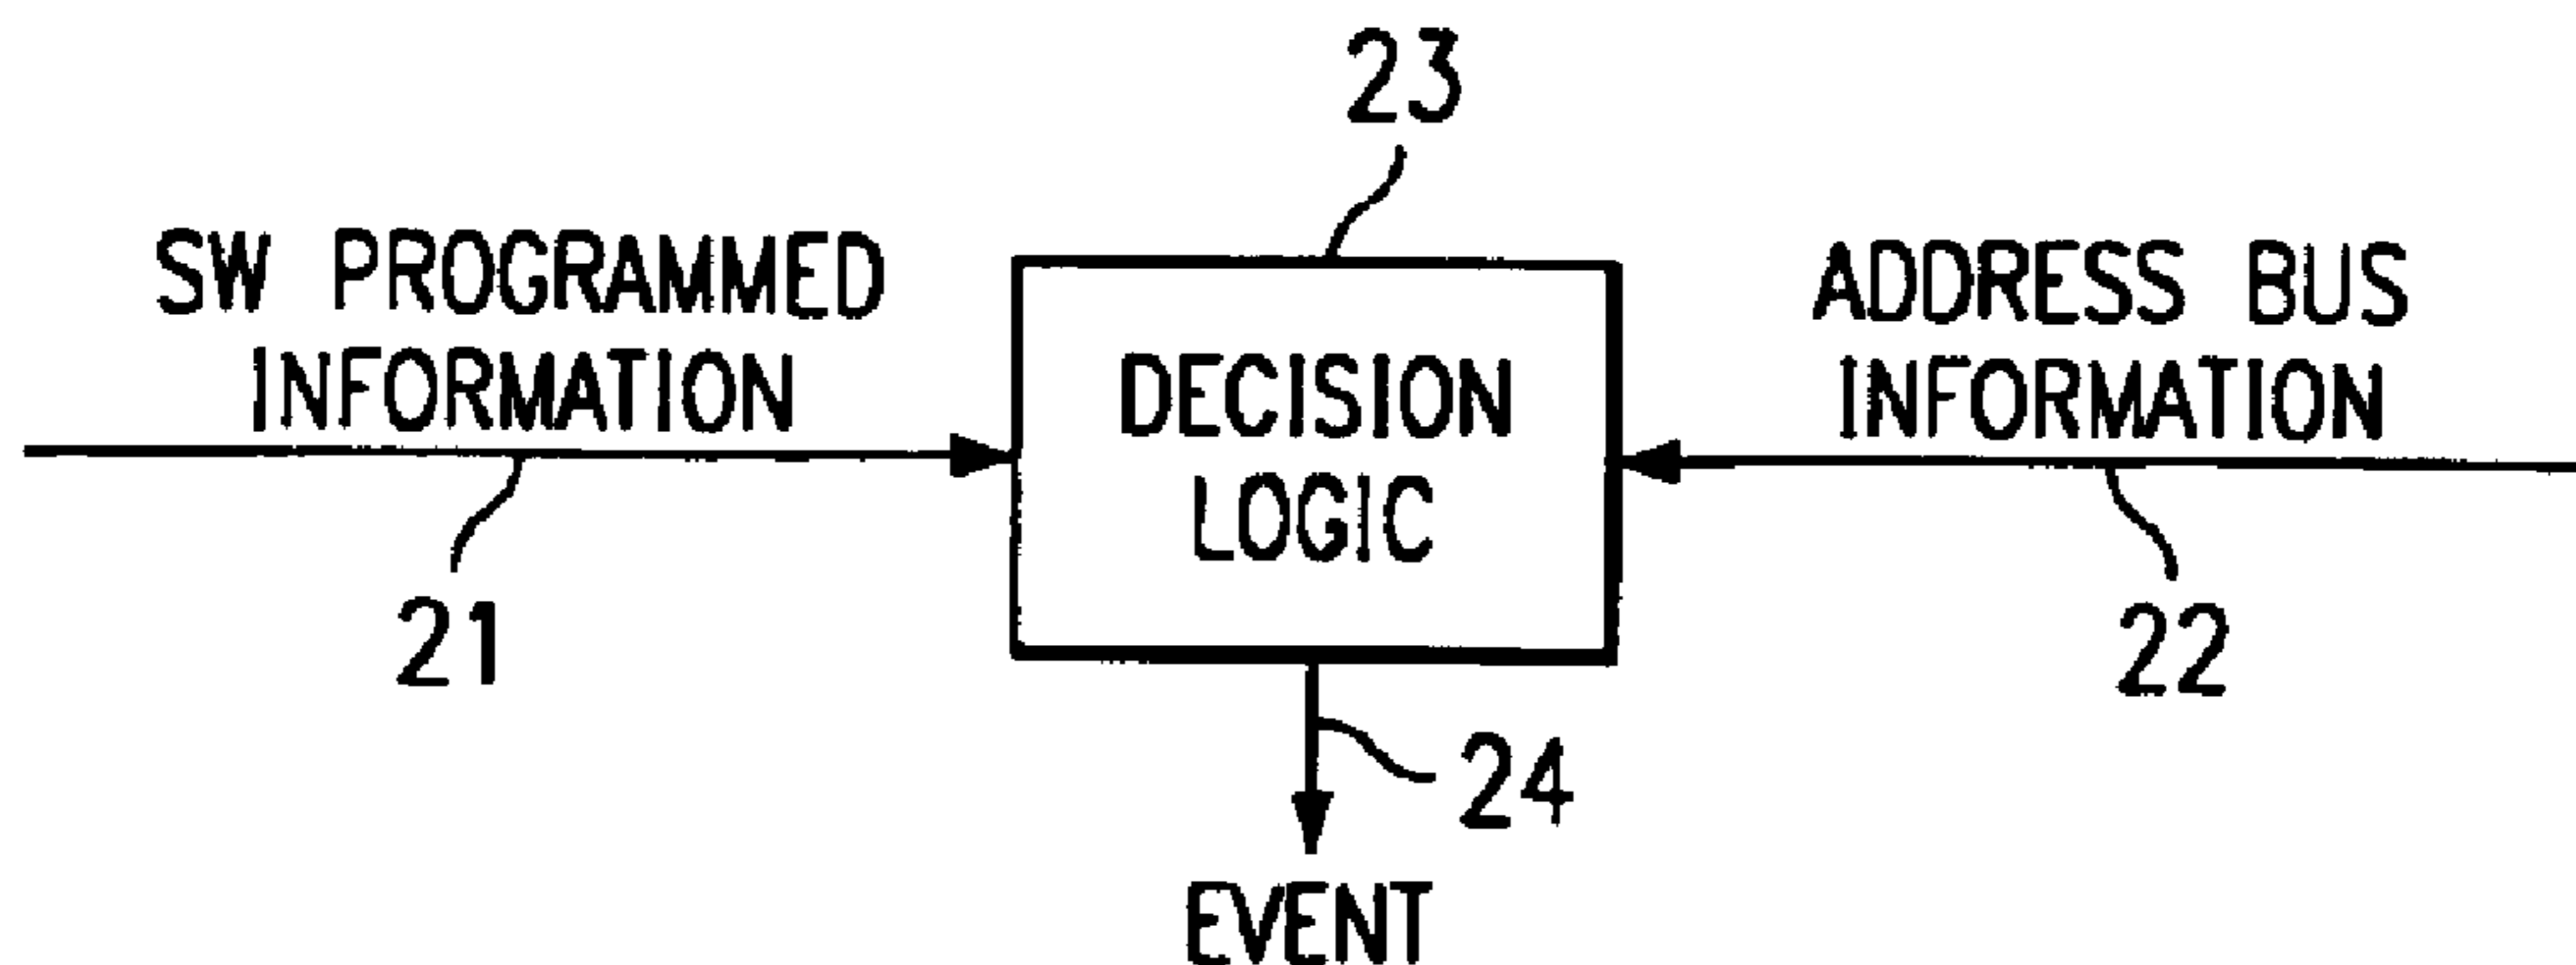 23
SW PROGRAMMED
INFORMATION
DECISION
LOGIC
ADDRESS BUS
INFORMATION
21
22
24
EVENT